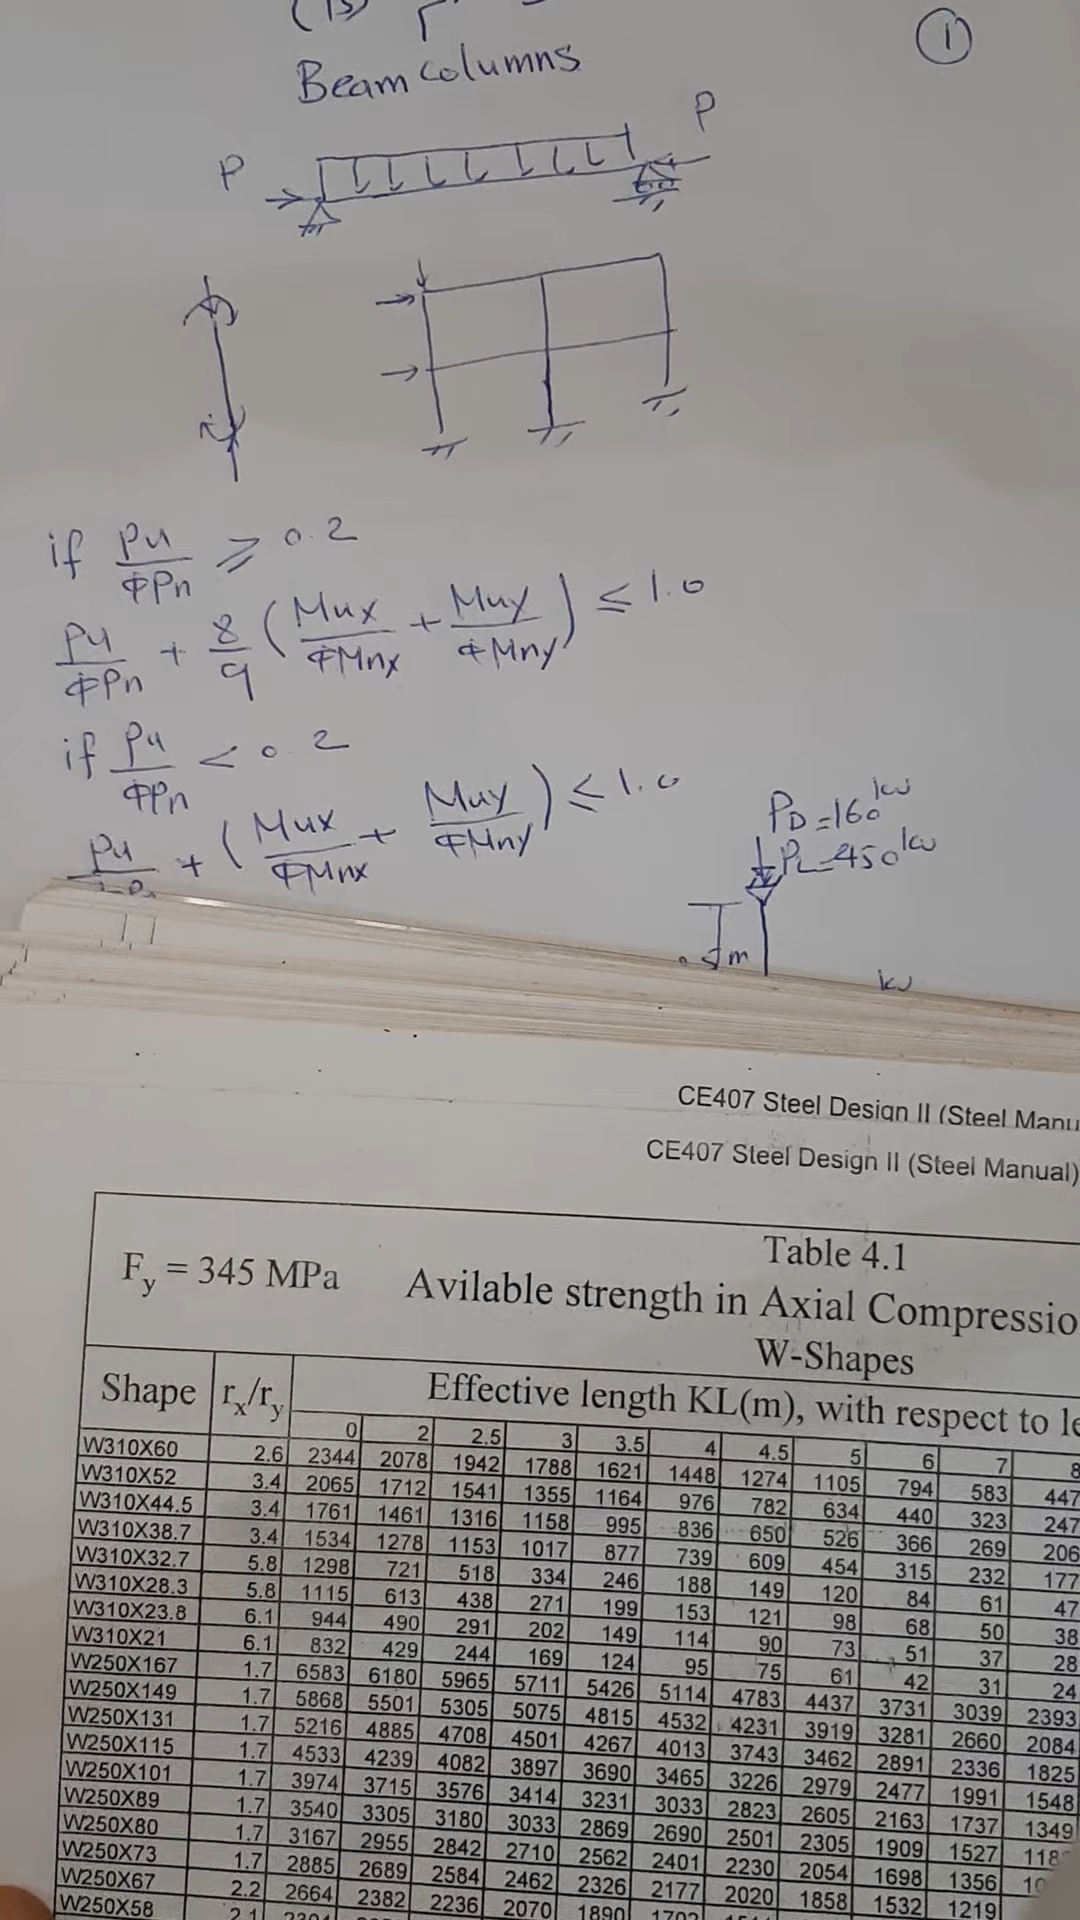 (15)
①
Beam columns
P
P
if Pu/ΦPn ≥ 0.2
Pu/ΦPn + 8/9 (Mux/ΦMnx + Muy/ΦMny) ≤ 1.0
if Pu/ΦPn < 0.2
Pu + (Mux/ΦMnx + Muy/ΦMny) ≤ 1.0
PD = 160 kN
PL = 450 kN
m
kN
CE407 Steel Design II (Steel Manu
CE407 Steel Design II (Steel Manual)
Table 4.1
Fy = 345 MPa Avilable strength in Axial Compressio
W-Shapes
Shape rx/ry Effective length KL(m), with respect to le
0 2 2.5 3 3.5 4 4.5 5 6 7 8
W310X60 2.6 2344 2078 1942 1788 1621 1448 1274 1105 794 583 447
W310X52 3.4 2065 1712 1541 1355 1164 976 782 634 440 323 247
W310X44.5 3.4 1761 1461 1316 1158 995 836 650 526 366 269 206
W310X38.7 3.4 1534 1278 1153 1017 877 739 609 454 315 232 177
W310X32.7 5.8 1298 721 518 334 246 188 149 120 84 61 47
W310X28.3 5.8 1115 613 438 271 199 153 121 98 68 50 38
W310X23.8 6.1 944 490 291 202 149 114 90 73 51 37 28
W310X21 6.1 832 429 244 169 124 95 75 61 42 31 24
W250X167 1.7 6583 6180 5965 5711 5426 5114 4783 4437 3731 3039 2393
W250X149 1.7 5868 5501 5305 5075 4815 4532 4231 3919 3281 2660 2084
W250X131 1.7 5216 4885 4708 4501 4267 4013 3743 3462 2891 2336 1825
W250X115 1.7 4533 4239 4082 3897 3690 3465 3226 2979 2477 1991 1548
W250X101 1.7 3974 3715 3576 3414 3231 3033 2823 2605 2163 1737 1349
W250X89 1.7 3540 3305 3180 3033 2869 2690 2501 2305 1909 1527 118
W250X80 1.7 3167 2955 2842 2710 2562 2401 2230 2054 1698 1356 10
W250X73 1.7 2885 2689 2584 2462 2326 2177 2020 1858 1532 1219
W250X67 2.2 2664 2382 2236 2070 1890 1702
W250X58 2.1